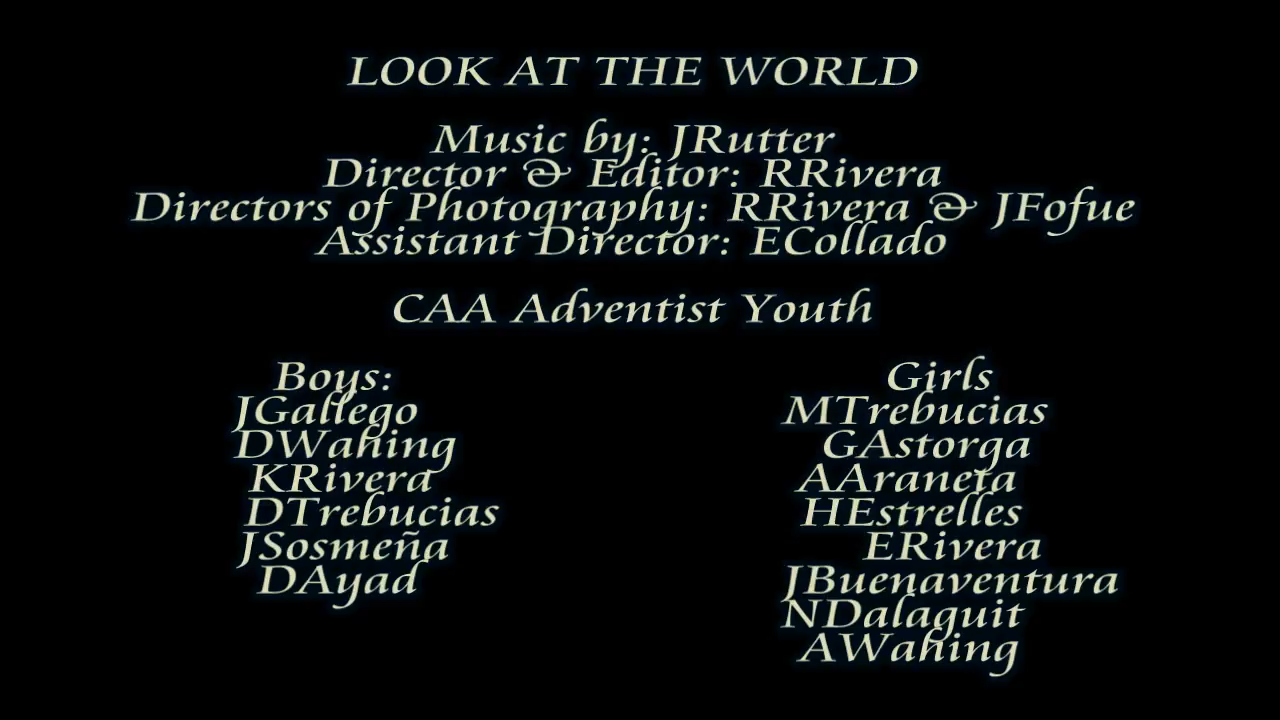 LOOK AT THE WORLD
Music by: JRutter
Director & Editor: RRivera
Directors of Photography: RRivera & JFofue
Assistant Director: ECollado
CAA Adventist Youth
Boys:
JGallego
DWahing
KRivera
DTrebucias
JSosmeña
DAyad
Girls
MTrebucias
GAstorga
AAraneta
HEstrelles
ERivera
JBuenaventura
NDalaguit
AWahing